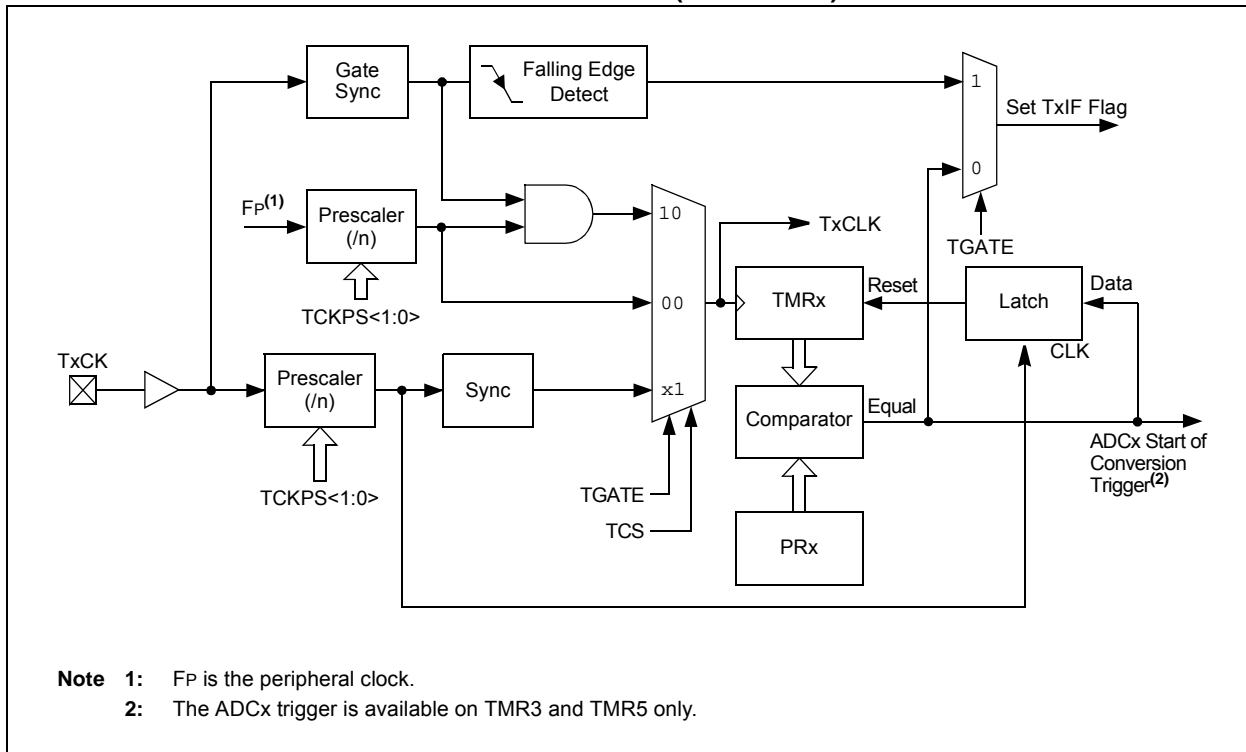 Gate
Sync
Falling Edge
Detect
1
Set TxIF Flag
0
FP(1)
Prescaler
(/n)
10
TxCLK
TGATE
TCKPS<1:0>
00
TMRx
Reset
Latch
Data
CLK
TxCK
Prescaler
(/n)
Sync
x1
Comparator
Equal
ADCx Start of
Conversion
Trigger(2)
TCKPS<1:0>
TGATE
TCS
PRx
Note 1: FP is the peripheral clock.
2: The ADCx trigger is available on TMR3 and TMR5 only.